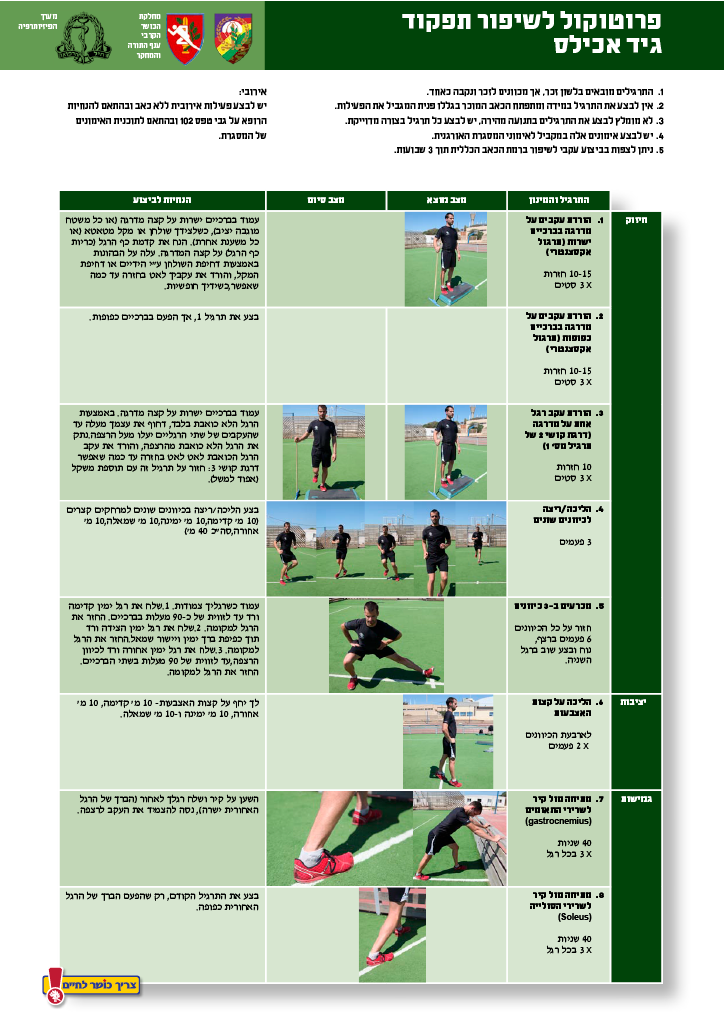 פרוטוקול לשיפור תפקוד
גיד אכילס
מחלקת
הכושר
הקרבי
ענף התורה
והמחקר
מערך
הפיזיותרפיה
1. התרגילים מובאים בלשון זכר, אך מכוונים לזכר ונקבה כאחד.
2. אין לבצע את התרגיל במידה ומתפתח הכאב המוכר בגללו פנית המגביל את הפעילות.
3. לא מומלץ לבצע את התרגילים בתנועה מהירה, יש לבצע כל תרגיל בצורה מדוייקת.
4. יש לבצע אימונים אלה במקביל לאימוני המסגרת האורגנית.
5. ניתן לצפות בביצוע עקבי לשיפור ברמת הכאב הכללית תוך 3 שבועות.
אירובי:
יש לבצע פעילות אירובית ללא כאב ובהתאם להנחיות
הרופא על גבי טפס 102 ובהתאם לתוכנית האימונים
של המסגרת.
התרגיל והמינון
מצב מוצא
מצב סיום
הנחיות לביצוע
חיזוק
1. הורדת עקבים על
מדרגה בברכיים
ישרות (תרגול
אקסצנטרי)
10-15 חזרות
3 X סטים
עמוד בברכיים ישרות על קצה מדרגה (או כל משטח
מוגבה יציב), כשלצידך שולחן או מקל מטאטא (או
כל משענת אחרת). הנח את קדמת כף הרגל (כריות
כף הרגל) על קצה המדרגה. עלה על הבהונות
באמצעות דחיפת השולחן ע״י הידיים או דחיפת
המקל, והורד את עקביך לאט בחזרה עד כמה
שאפשר,כשידיך חופשיות.
2. הורדת עקבים על
מדרגה בברכיים
כפופות (תרגול
אקסצנטרי)
10-15 חזרות
3 X סטים
בצע את תרגיל 1, אך הפעם בברכיים כפופות.
3. הורדת עקב רגל
אחת על מדרגה
(דרגת קושי 2 של
תרגיל מס׳ 1)
10 חזרות
3 X סטים
עמוד בברכיים ישרות על קצה מדרגה. באמצעות
הרגל הלא כואבת בלבד, דחוף את עצמך מעלה עד
שהעקבים של שתי הרגליים יעלו מעל הרצפה.נתק
את הרגל הלא כואבת מהרצפה, והורד את עקב
הרגל הכואבת לאט לאט בחזרה עד כמה שאפשר
דרגת קושי 3: חזור על תרגיל זה עם תוספת משקל
(אפוד למשל).
4. הליכה/ריצה
לכיוונים שונים
3 פעמים
בצע הליכה/ריצה בכיוונים שונים למרחקים קצרים
(10 מ׳ קדימה,10 מ׳ ימינה,10 מ׳ שמאלה,10 מ׳
אחורה,סה״כ 40 מ׳)
5. מכרעים ב-3 כיוונים
חזור על כל הכיוונים
6 פעמים ברצף,
נוח ובצע שוב ברגל
השניה.
עמוד כשרגליך צמודות. 1.שלח את רגל ימין קדימה
ורד עד לזווית של כ-90 מעלות בברכיים. החזר את
הרגל למקומה. 2.שלח את רגל ימין הצידה ורד
תוך כפיפת ברך ימין ויישור שמאל.החזר את הרגל
למקומה. 3.שלח את רגל ימין אחורה ורד לכיוון
הרצפה,עד לזווית של 90 מעלות בשתי הברכיים.
החזר את הרגל למקומה.
יציבות
6. הליכה על קצות
האצבעות
לארבעת הכיוונים
2 X פעמים
לך יחף על קצות האצבעות- 10 מ׳ קדימה, 10 מ׳
אחורה, 10 מ׳ ימינה ו-10 מ׳ שמאלה.
גמישות
7. מתיחה מול קיר
לשרירי התאומים
(gastrocnemius)
40 שניות
3 X בכל רגל
השען על קיר ושלח רגלך לאחור (הברך של הרגל
האחורית ישרה), נסה להצמיד את העקב לרצפה.
8. מתיחה מול קיר
לשרירי הסולייה
(Soleus)
40 שניות
3 X בכל רגל
בצע את התרגיל הקודם, רק שהפעם הברך של הרגל
האחורית כפופה.
צריך כושר לחיים